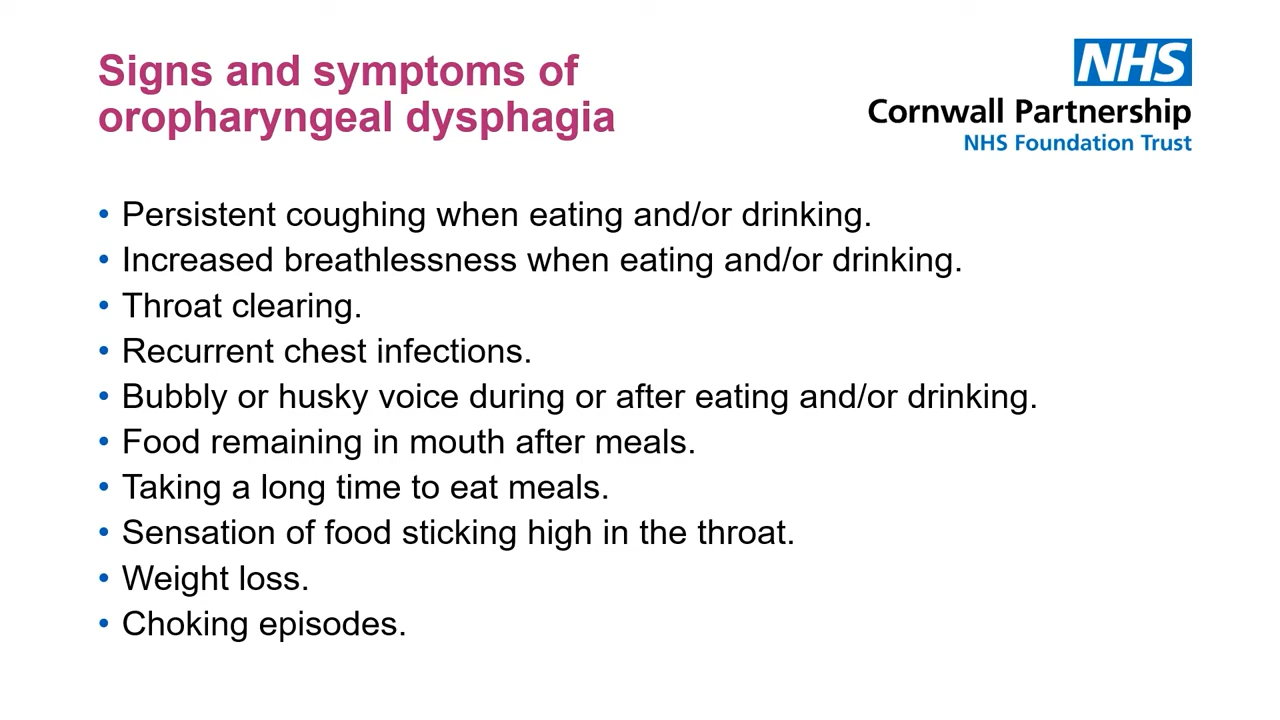 Signs and symptoms of
oropharyngeal dysphagia
NHS
Cornwall Partnership
NHS Foundation Trust
• Persistent coughing when eating and/or drinking.
• Increased breathlessness when eating and/or drinking.
• Throat clearing.
• Recurrent chest infections.
• Bubbly or husky voice during or after eating and/or drinking.
• Food remaining in mouth after meals.
• Taking a long time to eat meals.
• Sensation of food sticking high in the throat.
• Weight loss.
• Choking episodes.